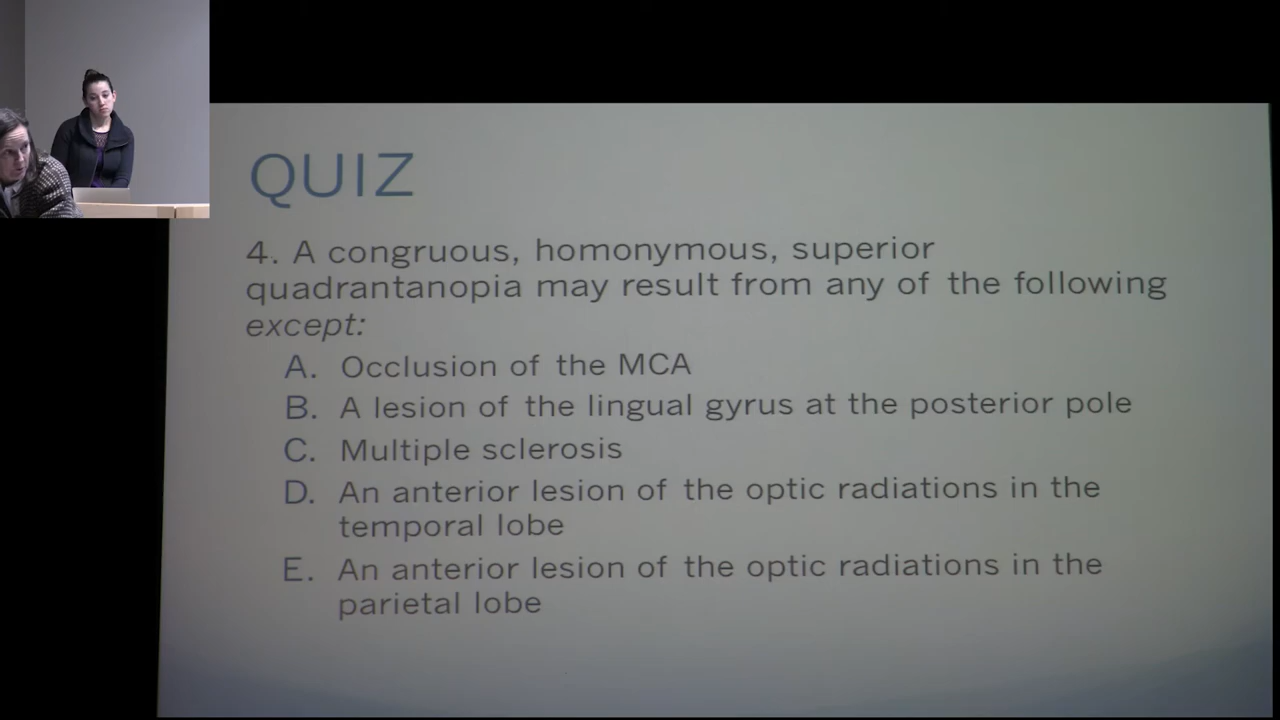 QUIZ
4. A congruous, homonymous, superior
quadrantanopia may result from any of the following
except:
A. Occlusion of the MCA
B. A lesion of the lingual gyrus at the posterior pole
C. Multiple sclerosis
D. An anterior lesion of the optic radiations in the
temporal lobe
E. An anterior lesion of the optic radiations in the
parietal lobe